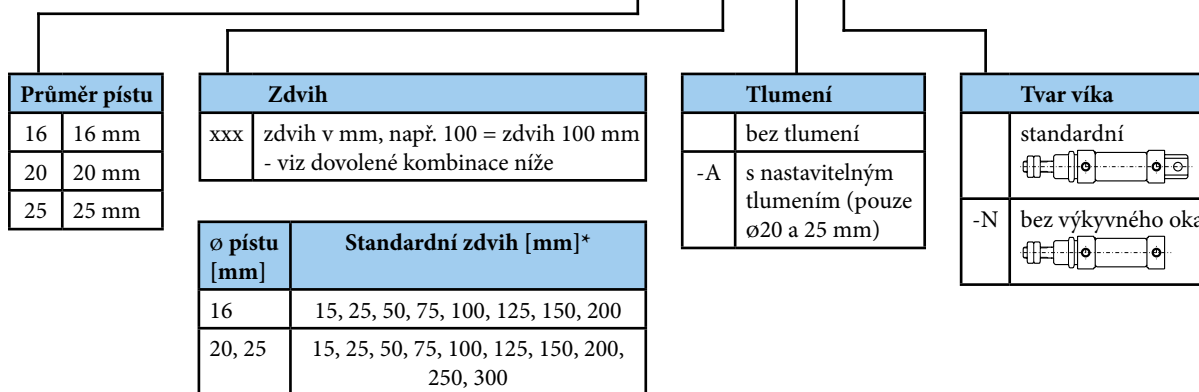 Průměr pístu
16 16 mm
20 20 mm
25 25 mm
Zdvih
xxx zdvih v mm, např. 100 = zdvih 100 mm
- viz dovolené kombinace níže
ø pístu Standardní zdvih [mm]*
[mm]
16 15, 25, 50, 75, 100, 125, 150, 200
20, 25 15, 25, 50, 75, 100, 125, 150, 200,
250, 300
Tlumení
bez tlumení
-A s nastavitelným
tlumením (pouze
ø20 a 25 mm)
Tvar víka
standardní
-N bez výkyvného oka